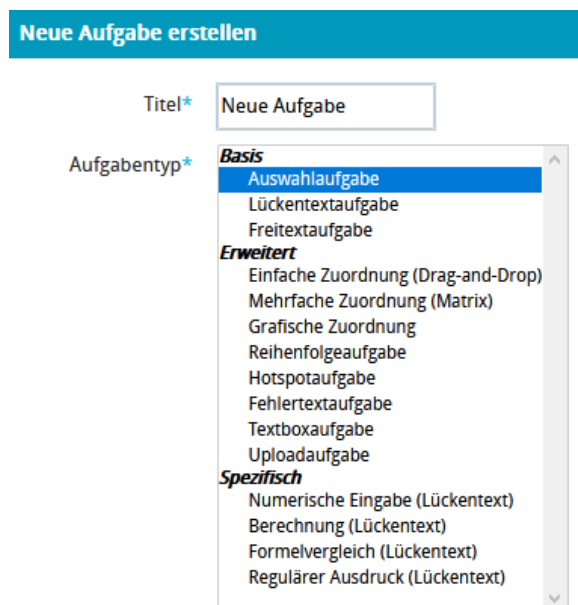 Neue Aufgabe erstellen
Titel*
Neue Aufgabe
Aufgabentyp*
Basis
Auswahlaufgabe
Lückentextaufgabe
Freitextaufgabe
Erweitert
Einfache Zuordnung (Drag-and-Drop)
Mehrfache Zuordnung (Matrix)
Grafische Zuordnung
Reihenfolgeaufgabe
Hotspotaufgabe
Fehlertextaufgabe
Textboxaufgabe
Uploadaufgabe
Spezifisch
Numerische Eingabe (Lückentext)
Berechnung (Lückentext)
Formelvergleich (Lückentext)
Regulärer Ausdruck (Lückentext)